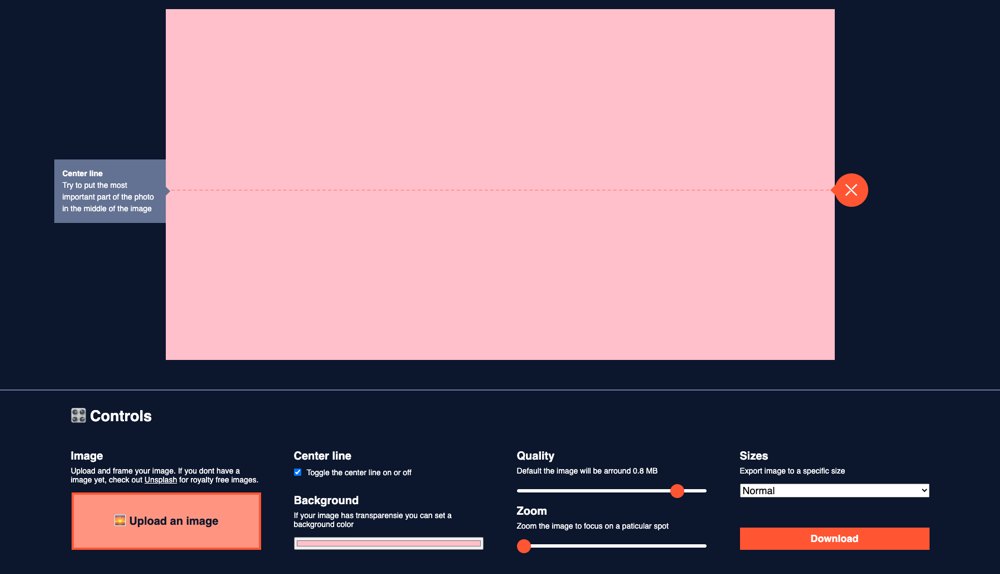 Center line
Try to put the most
important part of the photo
in the middle of the image
Controls
Image
Upload and frame your image. If you dont have a
image yet, check out Unsplash for royalty free images.
Upload an image
Center line
Toggle the center line on or off
Background
If your image has transparensie you can set a
background color
Quality
Default the image will be arround 0.8 MB
Zoom
Zoom the image to focus on a paticular spot
Sizes
Export image to a specific size
Normal
Download